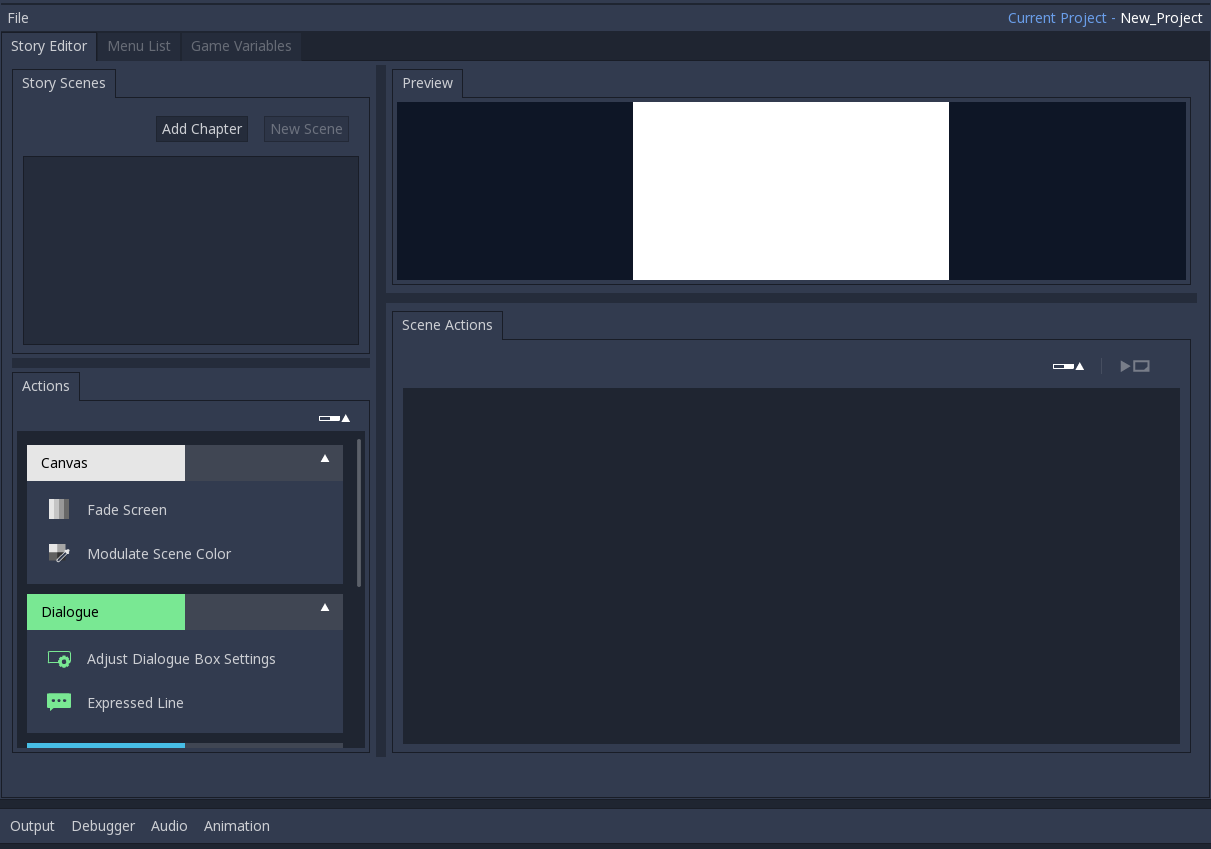 File
Current Project - New_Project
Story Editor Menu List Game Variables
Story Scenes
Add Chapter New Scene
Preview
Actions
Canvas
Fade Screen
Modulate Scene Color
Dialogue
Adjust Dialogue Box Settings
Expressed Line
Scene Actions
Output Debugger Audio Animation